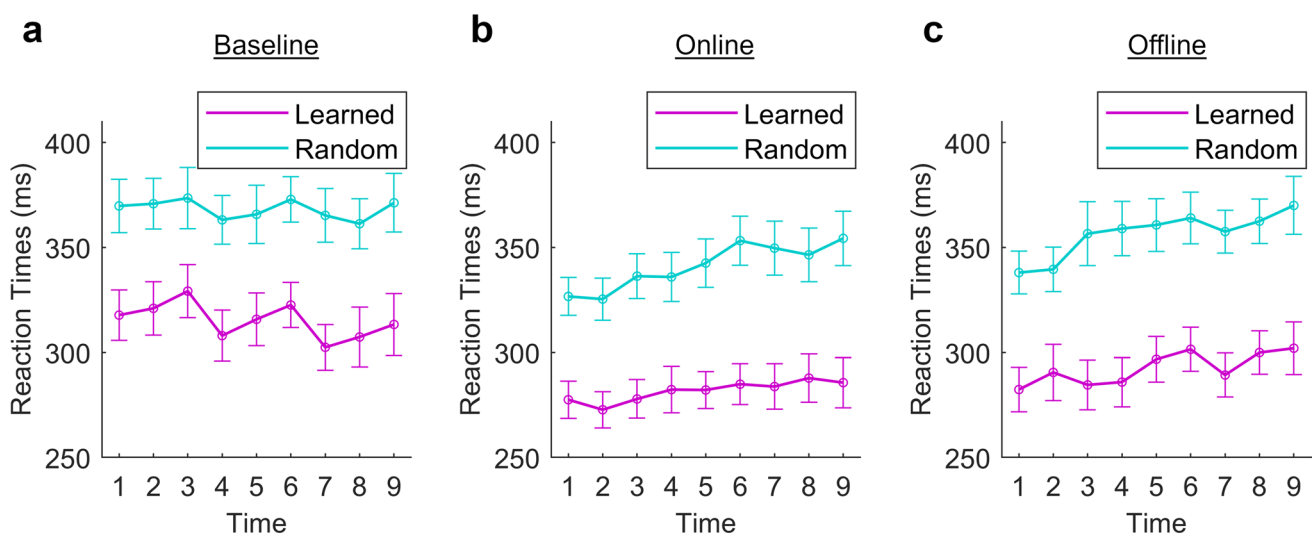 a
Baseline
Learned
Random
Reaction Times (ms)
400
350
300
250
1 2 3 4 5 6 7 8 9
Time
b
Online
Learned
Random
Reaction Times (ms)
400
350
300
250
1 2 3 4 5 6 7 8 9
Time
c
Offline
Learned
Random
Reaction Times (ms)
400
350
300
250
1 2 3 4 5 6 7 8 9
Time